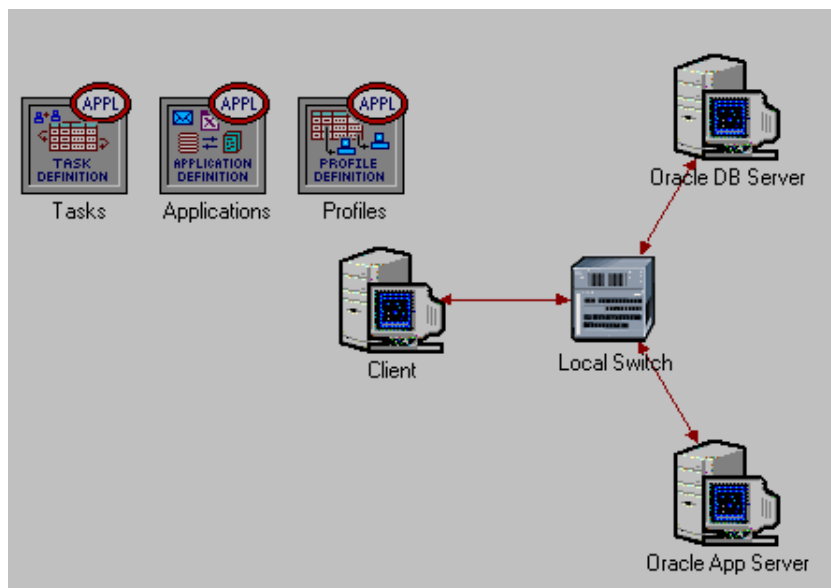 APPL
TASK
DEFINITION
Tasks
APPL
APPLICATION
DEFINITION
Applications
APPL
PROFILE
DEFINITION
Profiles
Oracle DB Server
Client
Local Switch
Oracle App Server